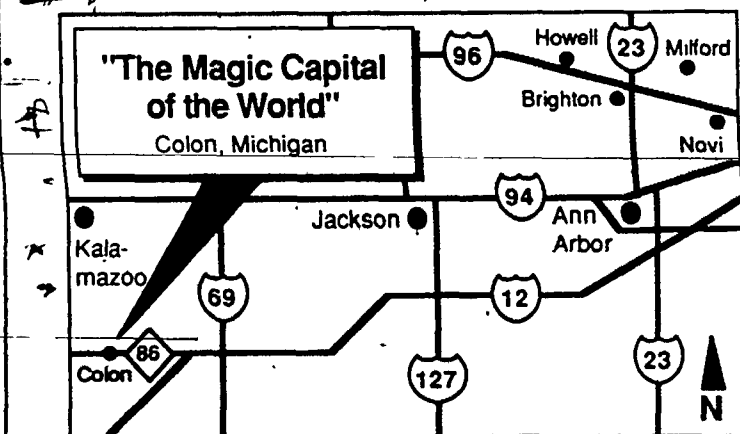 "The Magic Capital
of the World"
Colon, Michigan
96
Howell
23
Milford
Brighton
Novi
94
Jackson
Ann
Arbor
Kala-
mazoo
69
12
86
Colon
127
23
N